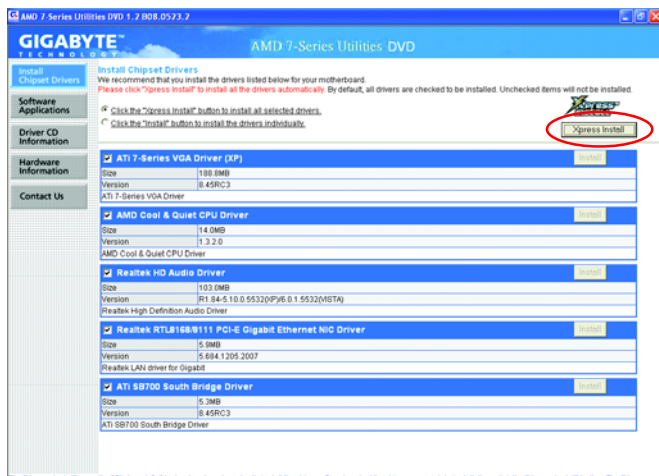 AMD 7-Series Utilities DVD 1.2 B08.0523.2
GIGABYTE™
TECHNOLOGY
AMD 7-Series Utilities DVD
Install
Chipset Drivers
Software
Applications
Driver CD
Information
Hardware
Information
Contact Us
Install Chipset Drivers
We recommend that you install the drivers listed below for your motherboard.
Please click "Xpress Install" to install all the drivers automatically. By default, all drivers are checked to be installed. Unchecked items will not be installed.
Click the "Xpress Install" button to install all selected drivers.
Click the "Install" button to install the drivers individually.
Xpress
Xpress Install
ATi 7-Series VGA Driver (XP)
Install
Size 188.8MB
Version 8.45RC3
ATi 7-Series VGA Driver
AMD Cool & Quiet CPU Driver
Install
Size 14.0MB
Version 1.3.2.0
AMD Cool & Quiet CPU Driver
Realtek HD Audio Driver
Install
Size 103.0MB
Version R1.84-5.10.0.5532(XP)/6.0.1.5532(VISTA)
Realtek High Definition Audio Driver
Realtek RTL8168/8111 PCI-E Gigabit Ethernet NIC Driver
Install
Size 5.9MB
Version 5.684.1205.2007
Realtek LAN driver for Gigabit
ATi SB700 South Bridge Driver
Install
Size 5.3MB
Version 8.45RC3
ATI SB700 South Bridge Driver